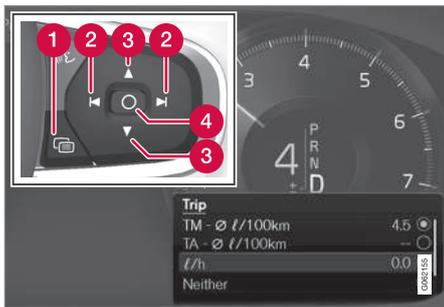 1
2
3
2
4
3
3
4
5
6
7
P
R
N
D
4
±
D
Trip
TM - Ø ℓ/100km 4.5
TA - Ø ℓ/100km --
ℓ/h 0.0
Neither
G062155